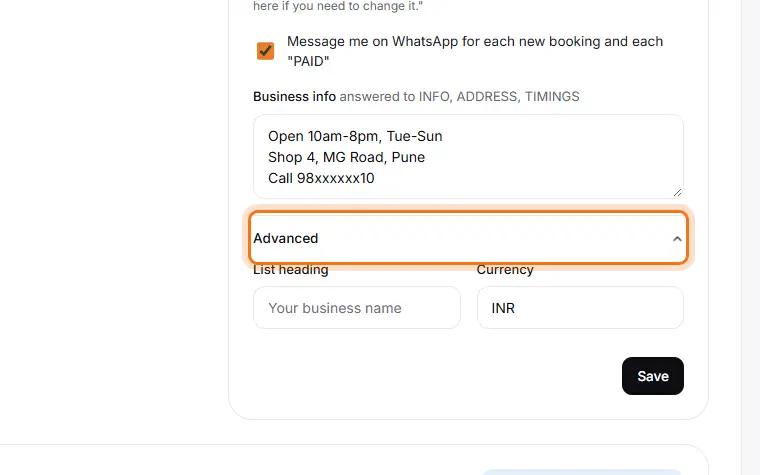 here if you need to change it."
Message me on WhatsApp for each new booking and each
"PAID"
Business info answered to INFO, ADDRESS, TIMINGS
Open 10am-8pm, Tue-Sun
Shop 4, MG Road, Pune
Call 98xxxxxx10
Advanced
List heading Currency
Your business name INR
Save